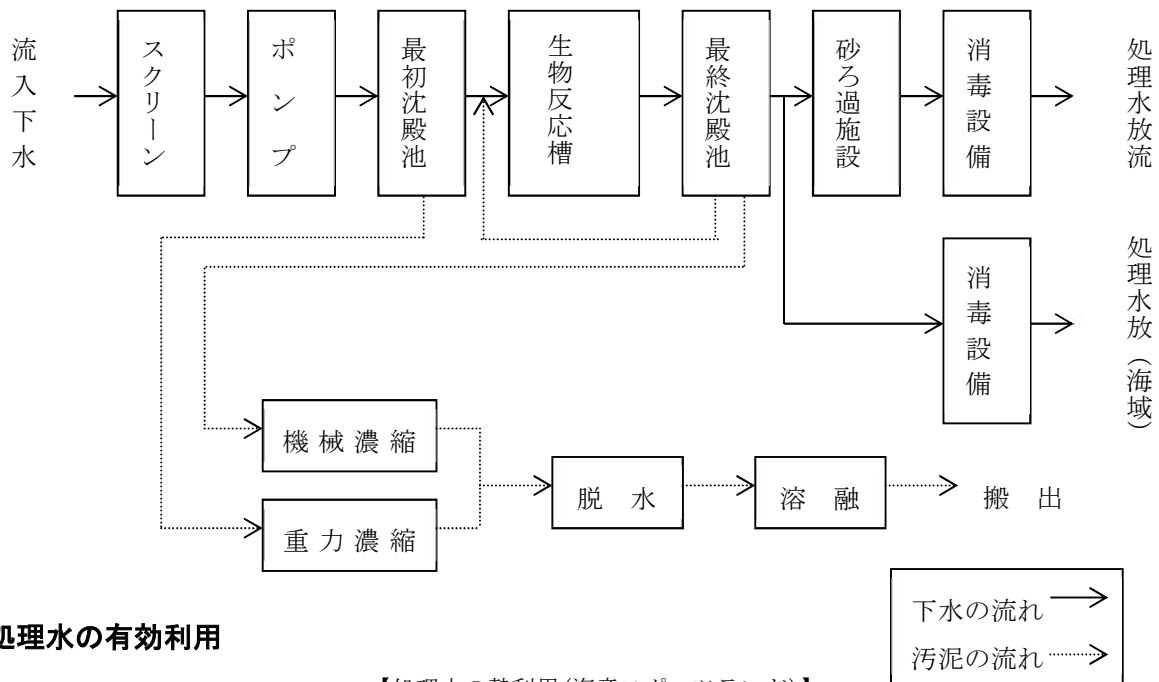 流入下水
スクリーン
ポンプ
最初沈殿池
生物反応槽
最終沈殿池
砂ろ過施設
消毒設備
処理水放流
消毒設備
処理水放（海域）
機械濃縮
重力濃縮
脱水
溶融
搬出
下水の流れ
汚泥の流れ
処理水の有効利用